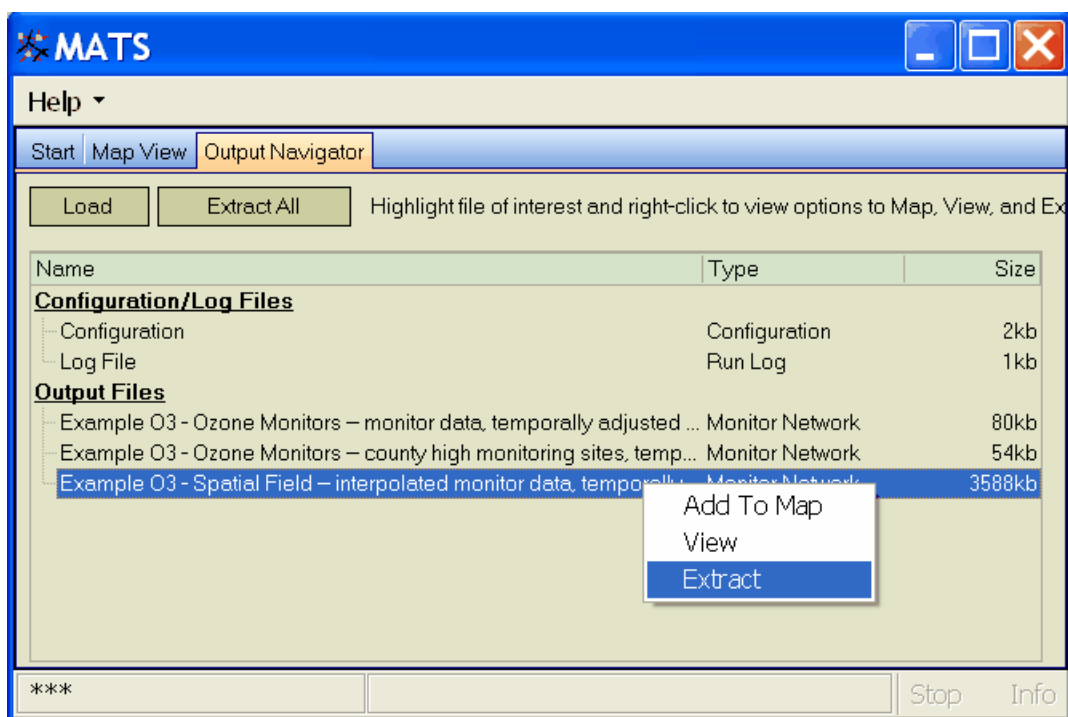 MATS
Help
Start Map View Output Navigator
Load Extract All Highlight file of interest and right-click to view options to Map, View, and Ex
Name Type Size
Configuration/Log Files
Configuration Configuration 2kb
Log File Run Log 1kb
Output Files
Example O3 - Ozone Monitors – monitor data, temporally adjusted ... Monitor Network 80kb
Example O3 - Ozone Monitors – county high monitoring sites, temp... Monitor Network 54kb
Example O3 - Spatial Field – interpolated monitor data, temporally... Monitor Network 3588kb
Add To Map
View
Extract
*** Stop Info